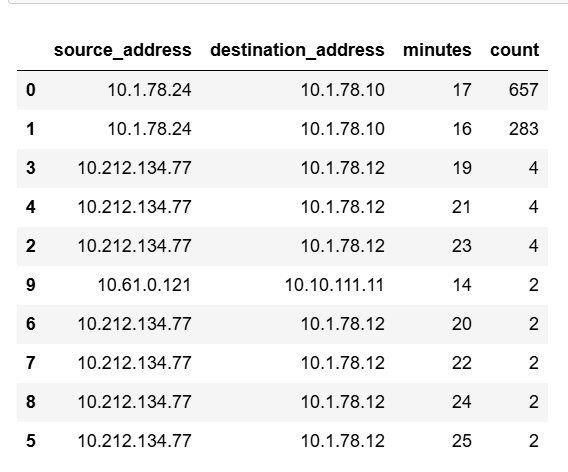 source_address destination_address minutes count
0 10.1.78.24 10.1.78.10 17 657
1 10.1.78.24 10.1.78.10 16 283
3 10.212.134.77 10.1.78.12 19 4
4 10.212.134.77 10.1.78.12 21 4
2 10.212.134.77 10.1.78.12 23 4
9 10.61.0.121 10.10.111.11 14 2
6 10.212.134.77 10.1.78.12 20 2
7 10.212.134.77 10.1.78.12 22 2
8 10.212.134.77 10.1.78.12 24 2
5 10.212.134.77 10.1.78.12 25 2